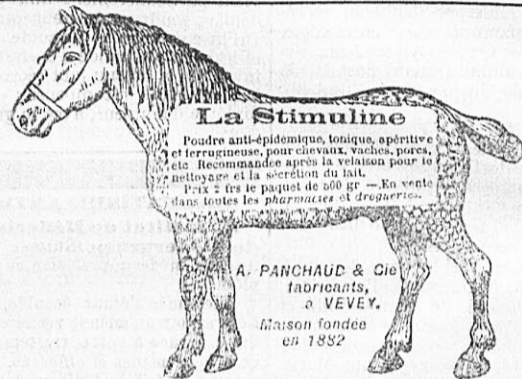 La Stimuline
Poudre anti-épidémique, tonique, apéritive
et ferrugineuse, pour chevaux, vaches, porcs,
etc Recommandée après la velaison pour le
nettoyage et la sécrétion du lait.
Prix 2 frs le paquet de 500 gr —.En vente
dans toutes les pharmacies et drogueries.
A. PANCHAUD & Cie
fabricants,
à VEVEY.
Maison fondée
en 1882